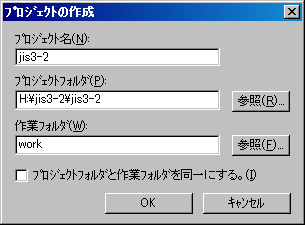 ﾌﾟﾛｼﾞｪｸﾄの作成
ﾌﾟﾛｼﾞｪｸﾄ名(N):
jis3-2
ﾌﾟﾛｼﾞｪｸﾄﾌｫﾙﾀﾞ(P):
H:¥jis3-2¥jis3-2
参照(R)...
作業ﾌｫﾙﾀﾞ(W):
work
参照(F)...
ﾌﾟﾛｼﾞｪｸﾄﾌｫﾙﾀﾞと作業ﾌｫﾙﾀﾞを同一にする。(I)
OK
ｷｬﾝｾﾙ